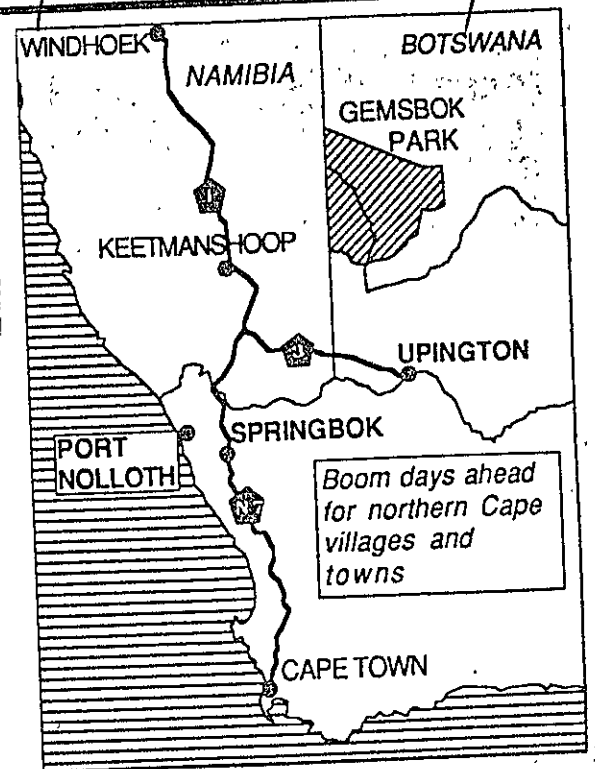 WINDHOEK
NAMIBIA
BOTSWANA
GEMSBOK
PARK
KEETMANSHOOP
UPINGTON
SPRINGBOK
PORT
NOLLOTH
Boom days ahead
for northern Cape
villages and
towns
CAPE TOWN